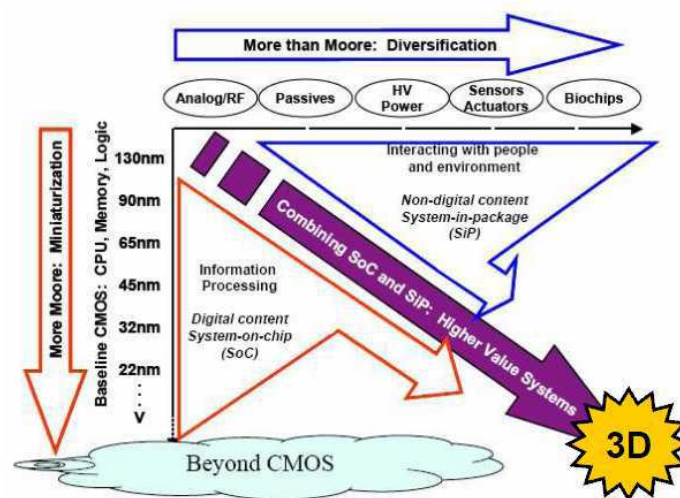 More than Moore: Diversification
Analog/RF
Passives
HV
Power
Sensors
Actuators
Biochips
More Moore: Miniaturization
Baseline CMOS: CPU, Memory, Logic
130nm
90nm
65nm
45nm
32nm
22nm
Interacting with people
and environment
Non-digital content
System-in-package
(SiP)
Combining SoC and SiP: Higher Value Systems
Information
Processing
Digital content
System-on-chip
(SoC)
3D
Beyond CMOS